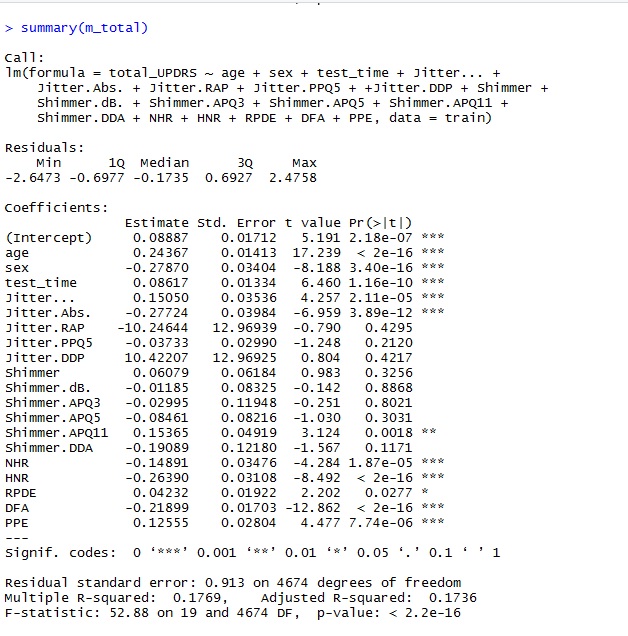 > summary(m_total)
Call:
lm(formula = total_UPDRS ~ age + sex + test_time + Jitter... +
    Jitter.Abs. + Jitter.RAP + Jitter.PPQ5 + +Jitter.DDP + Shimmer +
    Shimmer.dB. + Shimmer.APQ3 + Shimmer.APQ5 + Shimmer.APQ11 +
    Shimmer.DDA + NHR + HNR + RPDE + DFA + PPE, data = train)
Residuals:
    Min      1Q  Median      3Q     Max
-2.6473 -0.6977 -0.1735  0.6927  2.4758
Coefficients:
              Estimate Std. Error t value Pr(>|t|)
(Intercept)    0.08887    0.01712   5.191 2.18e-07 ***
age            0.24367    0.01413  17.239  < 2e-16 ***
sex           -0.27870    0.03404  -8.188 3.40e-16 ***
test_time      0.08617    0.01334   6.460 1.16e-10 ***
Jitter...      0.15050    0.03536   4.257 2.11e-05 ***
Jitter.Abs.   -0.27724    0.03984  -6.959 3.89e-12 ***
Jitter.RAP   -10.24644   12.96939  -0.790   0.4295
Jitter.PPQ5   -0.03733    0.02990  -1.248   0.2120
Jitter.DDP    10.42207   12.96925   0.804   0.4217
Shimmer        0.06079    0.06184   0.983   0.3256
Shimmer.dB.   -0.01185    0.08325  -0.142   0.8868
Shimmer.APQ3  -0.02995    0.11948  -0.251   0.8021
Shimmer.APQ5  -0.08461    0.08216  -1.030   0.3031
Shimmer.APQ11  0.15365    0.04919   3.124   0.0018 **
Shimmer.DDA   -0.19089    0.12180  -1.567   0.1171
NHR           -0.14891    0.03476  -4.284 1.87e-05 ***
HNR           -0.26390    0.03108  -8.492  < 2e-16 ***
RPDE           0.04232    0.01922   2.202   0.0277 *
DFA           -0.21899    0.01703 -12.862  < 2e-16 ***
PPE            0.12555    0.02804   4.477 7.74e-06 ***
---
Signif. codes:  0 ‘***’ 0.001 ‘**’ 0.01 ‘*’ 0.05 ‘.’ 0.1 ‘ ’ 1
Residual standard error: 0.913 on 4674 degrees of freedom
Multiple R-squared:  0.1769,    Adjusted R-squared:  0.1736
F-statistic: 52.88 on 19 and 4674 DF,  p-value: < 2.2e-16